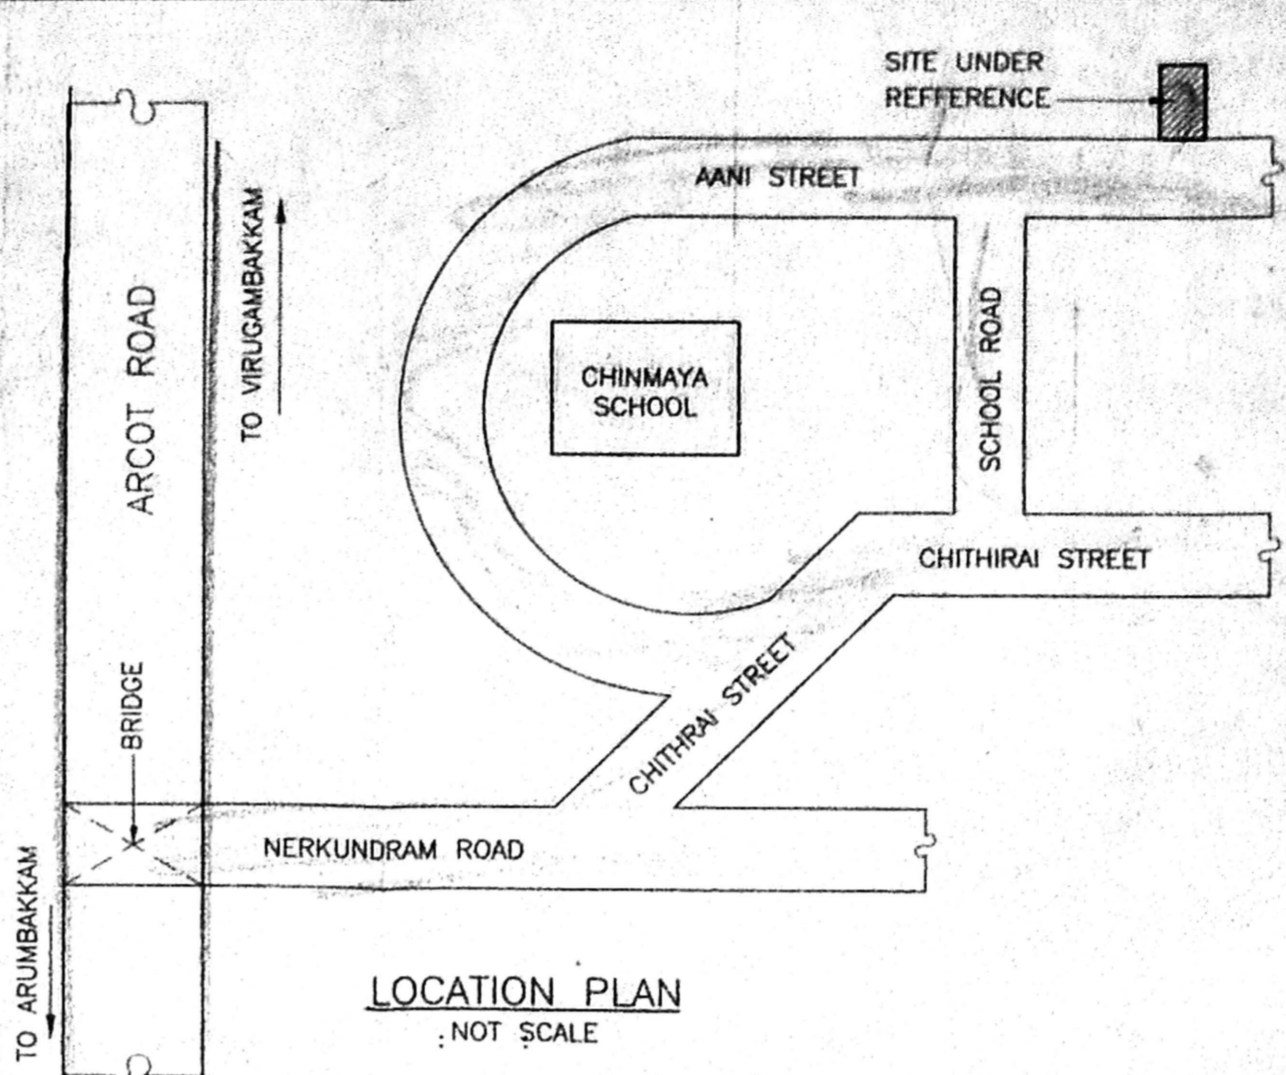 SITE UNDER
REFFERENCE
AANI STREET
TO VIRUGAMBAKKAM
ARCOT ROAD
SCHOOL ROAD
CHINMAYA
SCHOOL
CHITHIRAI STREET
CHITHRAI STREET
BRIDGE
NERKUNDRAM ROAD
TO ARUMBAKKAM
LOCATION PLAN
: NOT SCALE